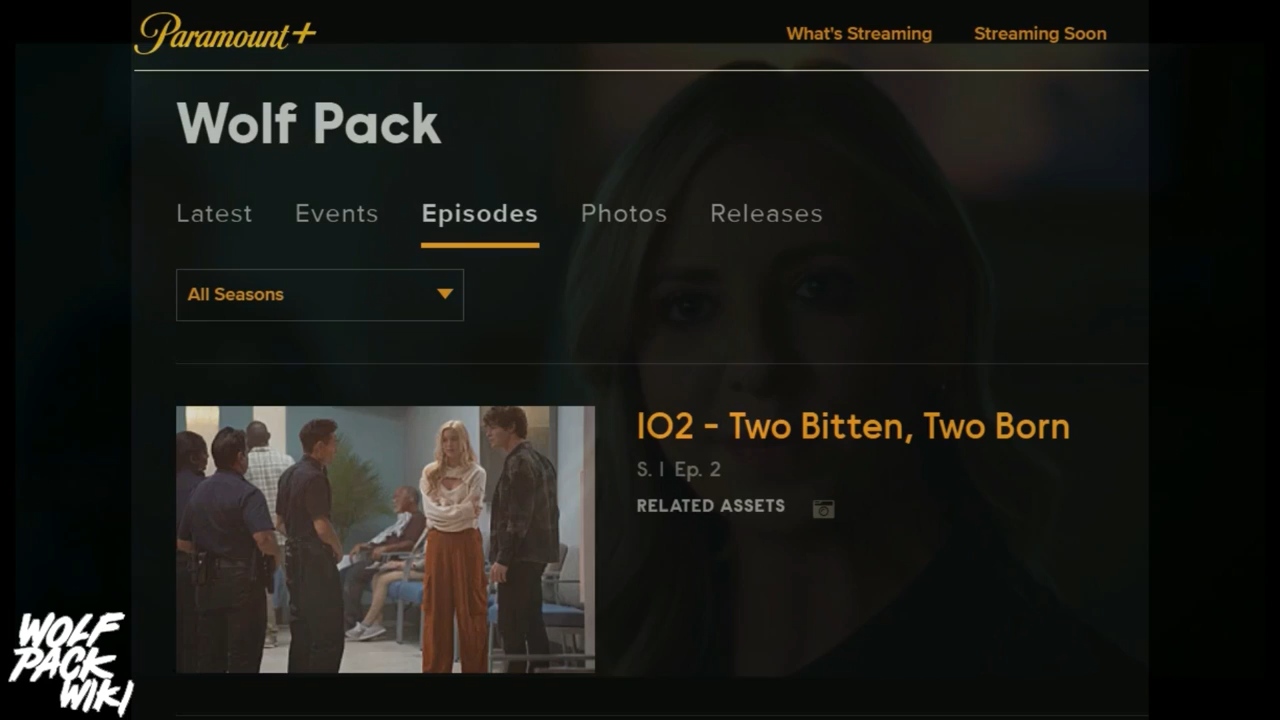 Paramount+
What's Streaming
Streaming Soon
Wolf Pack
Latest
Events
Episodes
Photos
Releases
All Seasons
102 - Two Bitten, Two Born
S. 1 Ep. 2
RELATED ASSETS
WOLF
PACK
WIKI